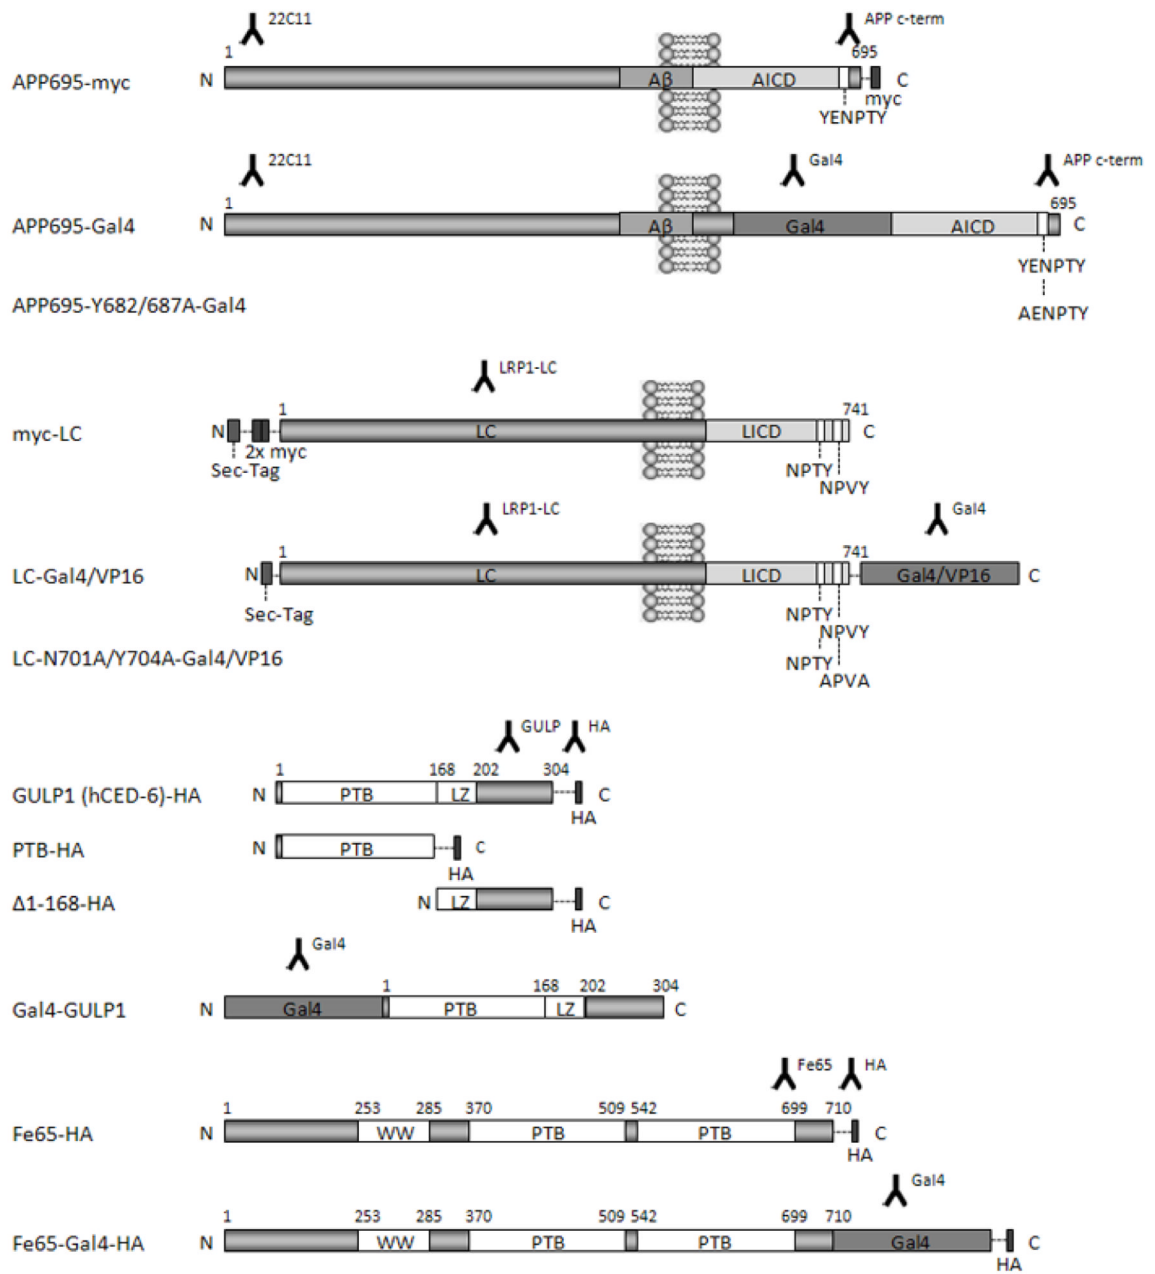 22C11 APP c-term
1 695
APP695-myc N Aβ AICD C
myc
YENPTY
22C11 Gal4 APP c-term
1 695
APP695-Gal4 N Aβ Gal4 AICD C
YENPTY
APP695-Y682/687A-Gal4
AENPTY
LRP1-LC
1 741
myc-LC N LC LICD C
2x myc
Sec-Tag NPTY
NPVY
LRP1-LC Gal4
1 741
LC-Gal4/VP16 N LC LICD Gal4/VP16 C
Sec-Tag NPTY
NPVY
LC-N701A/Y704A-Gal4/VP16 NPTY
APVA
GULP HA
1 168 202 304
GULP1 (hCED-6)-HA N PTB LZ C
HA
PTB-HA N PTB C
HA
Δ1-168-HA N LZ C
HA
Gal4
1 168 202 304
Gal4-GULP1 N Gal4 PTB LZ C
Fe65 HA
1 253 285 370 509 542 699 710
Fe65-HA N WW PTB PTB C
HA
Gal4
1 253 285 370 509 542 699 710
Fe65-Gal4-HA N WW PTB PTB Gal4 C
HA